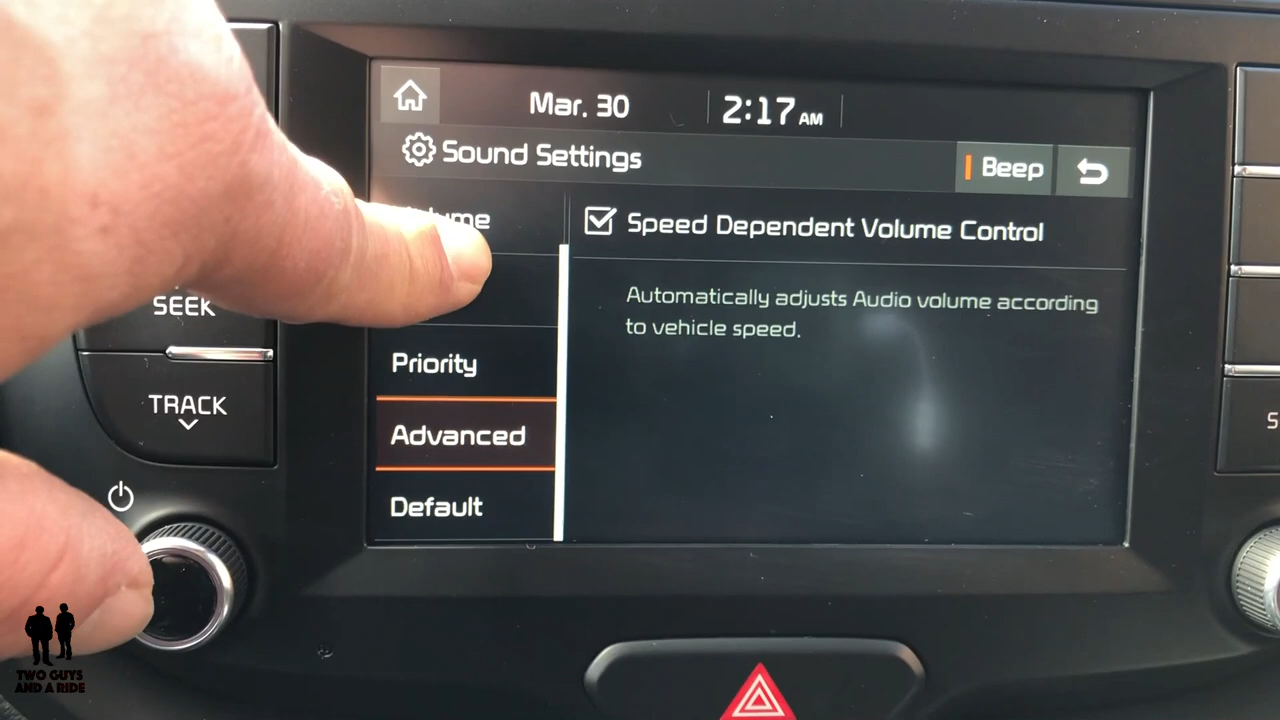 Mar. 30
2:17 AM
Sound Settings
Beep
Speed Dependent Volume Control
Automatically adjusts Audio volume according
to vehicle speed.
Priority
Advanced
Default
SEEK
TRACK
TWO GUYS
AND A RIDE